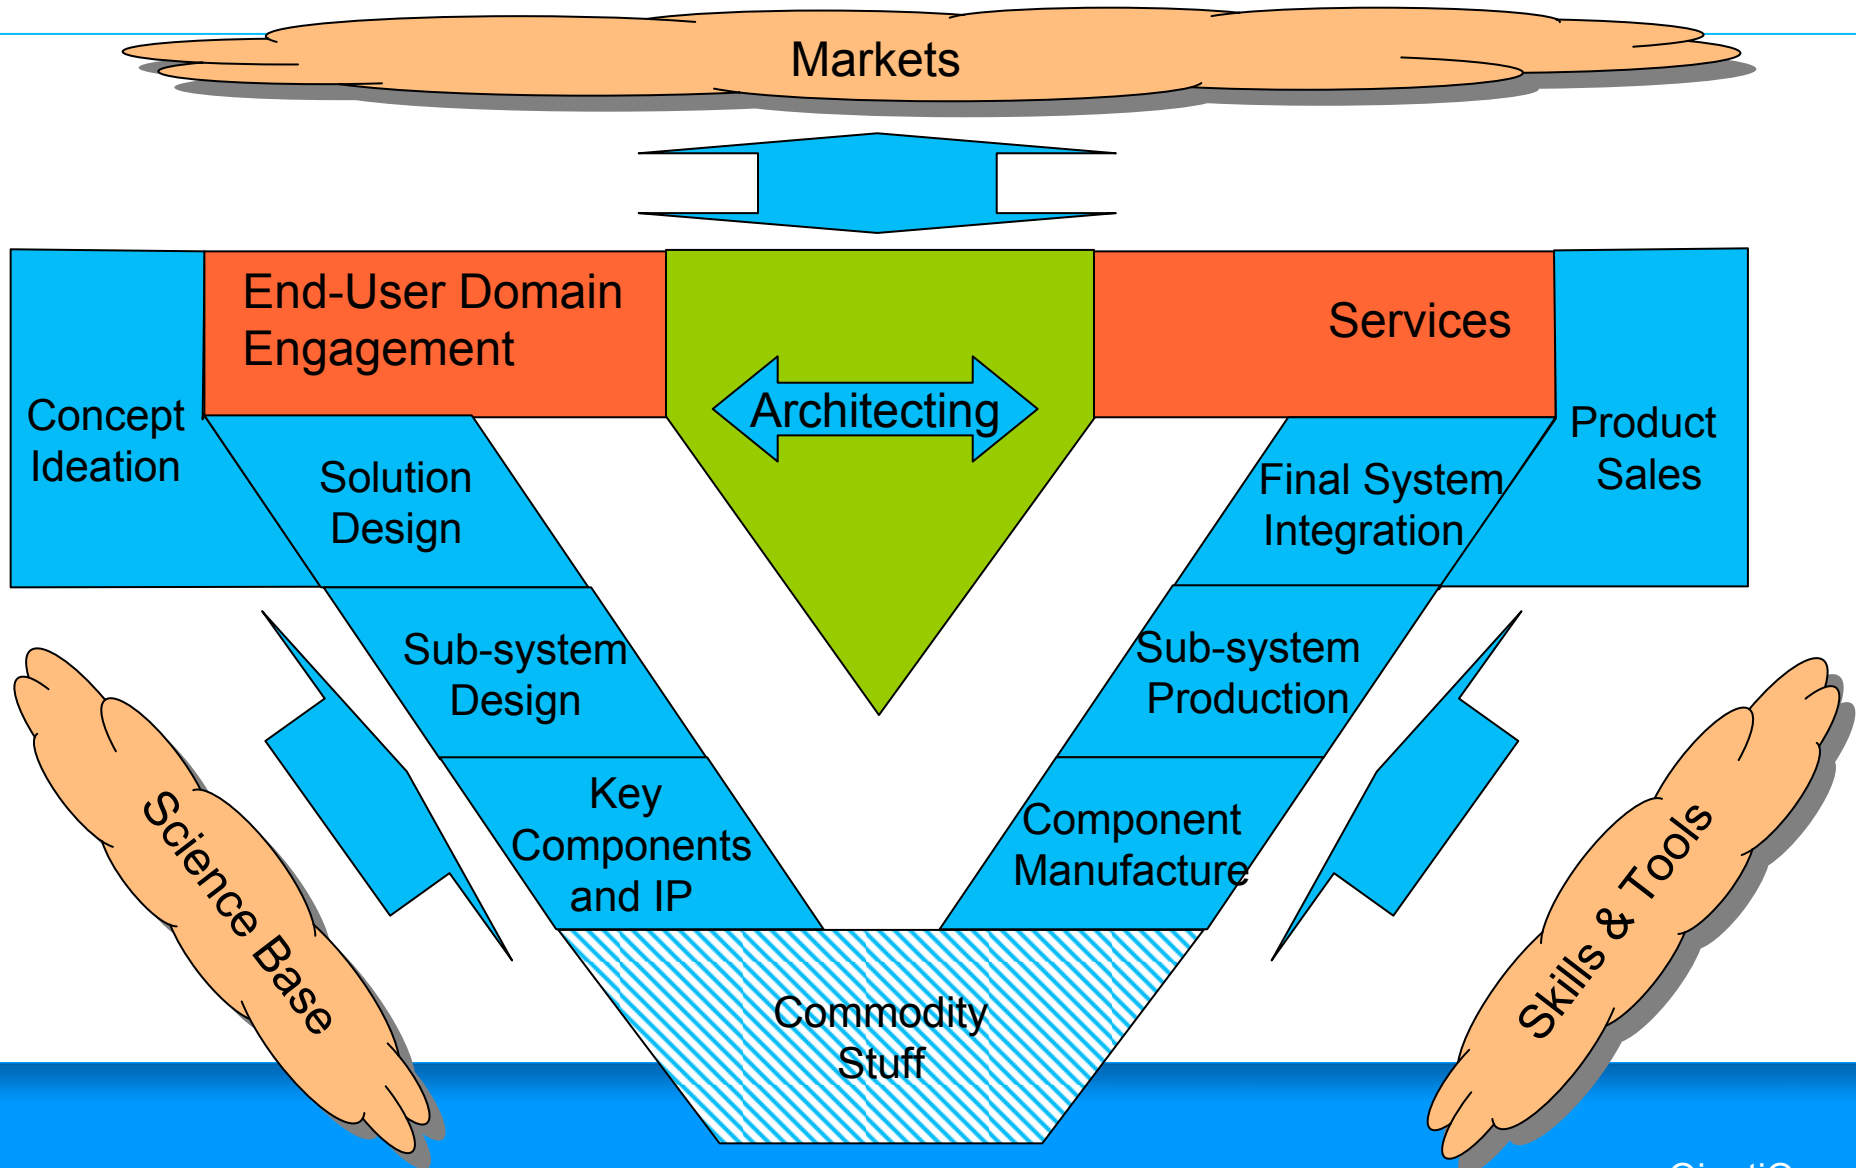 Markets
End-User Domain
Engagement
Services
Concept
Ideation
Architecting
Product
Sales
Solution
Design
Final System
Integration
Sub-system
Design
Sub-system
Production
Key
Components
and IP
Component
Manufacture
Science Base
Skills & Tools
Commodity
Stuff